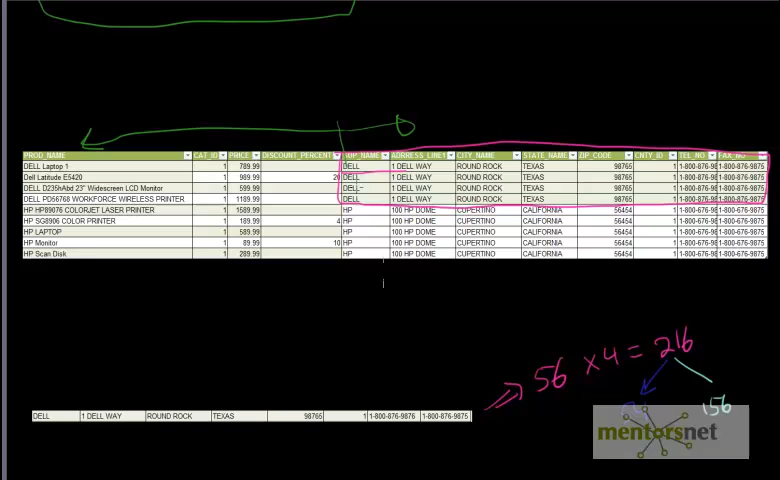 PROD_NAME CAT_ID PRICE DISCOUNT_PERCENT SUP_NAME ADRRESS_LINE1 CITY_NAME STATE_NAME ZIP_CODE CNTY_ID TEL_NO FAX_NO
DELL Laptop 1 1 789.99 DELL 1 DELL WAY ROUND ROCK TEXAS 98765 1 1-800-876-98 1-800-876-9875
Dell Latitude E5420 1 989.99 20 DELL 1 DELL WAY ROUND ROCK TEXAS 98765 1 1-800-876-98 1-800-876-9875
DELL D235hAbd 23" Widescreen LCD Monitor 1 599.99 DELL 1 DELL WAY ROUND ROCK TEXAS 98765 1 1-800-876-98 1-800-876-9875
DELL PD56768 WORKFORCE WIRELESS PRINTER 1 1189.99 DELL 1 DELL WAY ROUND ROCK TEXAS 98765 1 1-800-876-98 1-800-876-9875
HP HP89076 COLORJET LASER PRINTER 1 1589.99 HP 100 HP DOME CUPERTINO CALIFORNIA 56454 1 1-800-676-98 1-800-676-9875
HP SG8906 COLOR PRINTER 1 189.99 4 HP 100 HP DOME CUPERTINO CALIFORNIA 56454 1 1-800-676-98 1-800-676-9875
HP LAPTOP 1 589.99 HP 100 HP DOME CUPERTINO CALIFORNIA 56454 1 1-800-676-98 1-800-676-9875
HP Monitor 1 89.99 10 HP 100 HP DOME CUPERTINO CALIFORNIA 56454 1 1-800-676-98 1-800-676-9875
HP Scan Disk 1 289.99 HP 100 HP DOME CUPERTINO CALIFORNIA 56454 1 1-800-676-98 1-800-676-9875
56 x 4 = 216
156
DELL 1 DELL WAY ROUND ROCK TEXAS 98765 1 1-800-876-9876 1-800-876-9875
mentorsnet